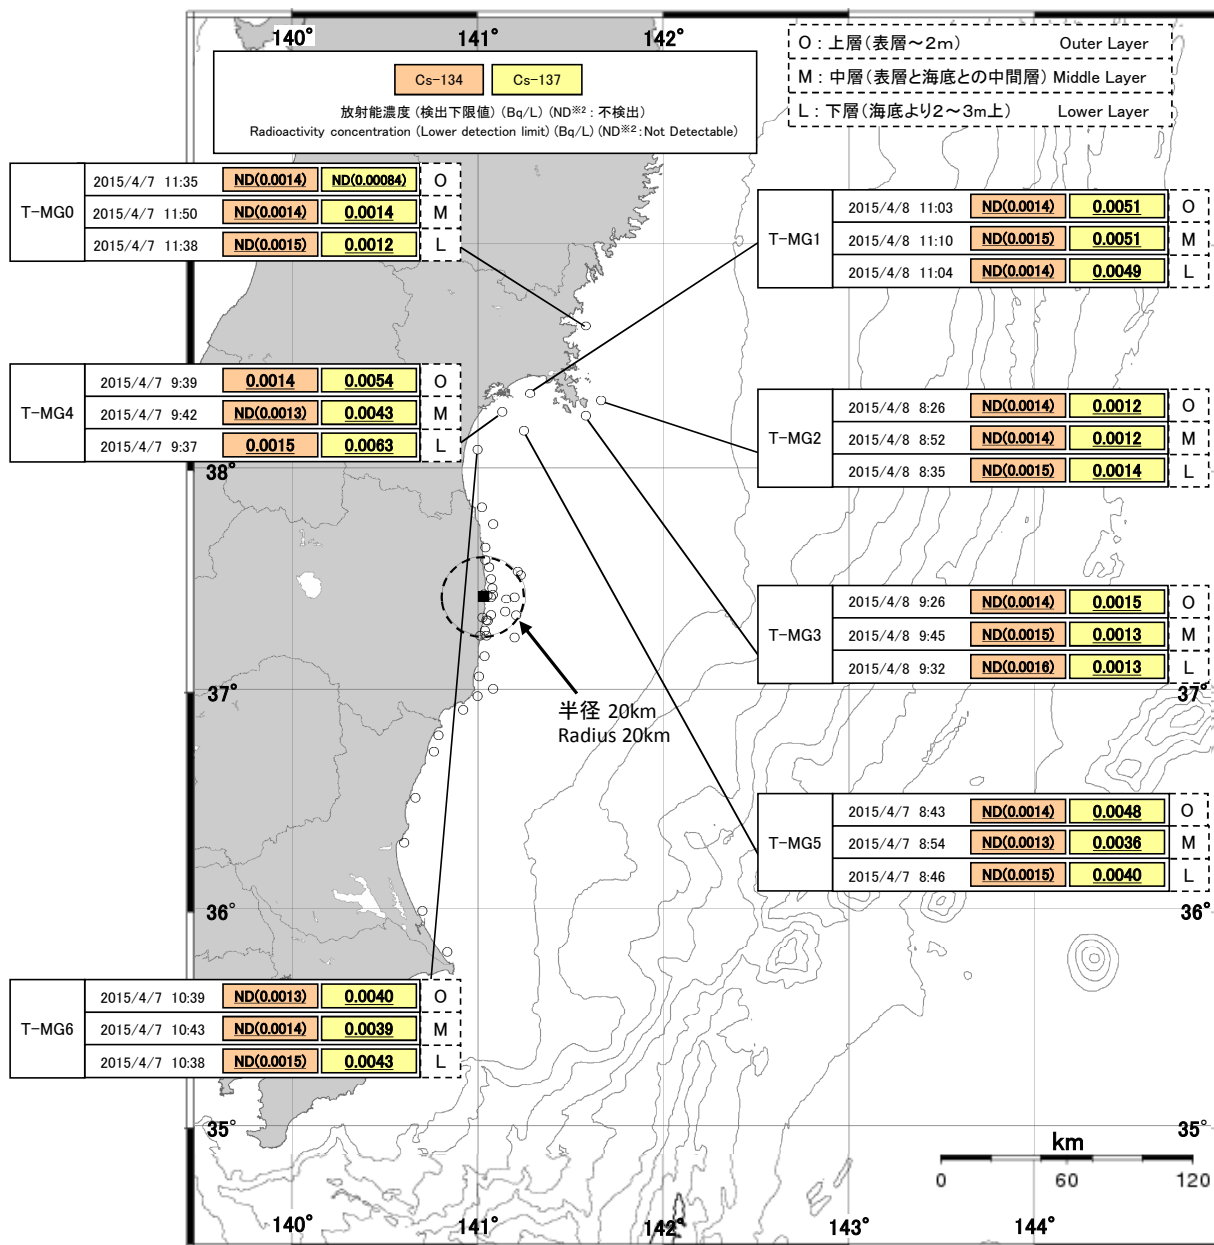 140° 141° 142°
O : 上層(表層～2m) Outer Layer
M : 中層(表層と海底との中間層) Middle Layer
L : 下層(海底より2～3m上) Lower Layer
Cs-134 Cs-137
放射能濃度 (検出下限値) (Bq/L) (ND※2 : 不検出)
Radioactivity concentration (Lower detection limit) (Bq/L) (ND※2 : Not Detectable)
T-MG0
2015/4/7 11:35 ND(0.0014) ND(0.00084) O
2015/4/7 11:50 ND(0.0014) 0.0014 M
2015/4/7 11:38 ND(0.0015) 0.0012 L
T-MG1
2015/4/8 11:03 ND(0.0014) 0.0051 O
2015/4/8 11:10 ND(0.0015) 0.0051 M
2015/4/8 11:04 ND(0.0014) 0.0049 L
T-MG4
2015/4/7 9:39 0.0014 0.0054 O
2015/4/7 9:42 ND(0.0013) 0.0043 M
2015/4/7 9:37 0.0015 0.0063 L
T-MG2
2015/4/8 8:26 ND(0.0014) 0.0012 O
2015/4/8 8:52 ND(0.0014) 0.0012 M
2015/4/8 8:35 ND(0.0015) 0.0014 L
38°
T-MG3
2015/4/8 9:26 ND(0.0014) 0.0015 O
2015/4/8 9:45 ND(0.0015) 0.0013 M
2015/4/8 9:32 ND(0.0016) 0.0013 L
37° 37°
半径 20km
Radius 20km
T-MG5
2015/4/7 8:43 ND(0.0014) 0.0048 O
2015/4/7 8:54 ND(0.0013) 0.0036 M
2015/4/7 8:46 ND(0.0015) 0.0040 L
36° 36°
T-MG6
2015/4/7 10:39 ND(0.0013) 0.0040 O
2015/4/7 10:43 ND(0.0014) 0.0039 M
2015/4/7 10:38 ND(0.0015) 0.0043 L
35° 35°
km
0 60 120
140° 141° 142° 143° 144°